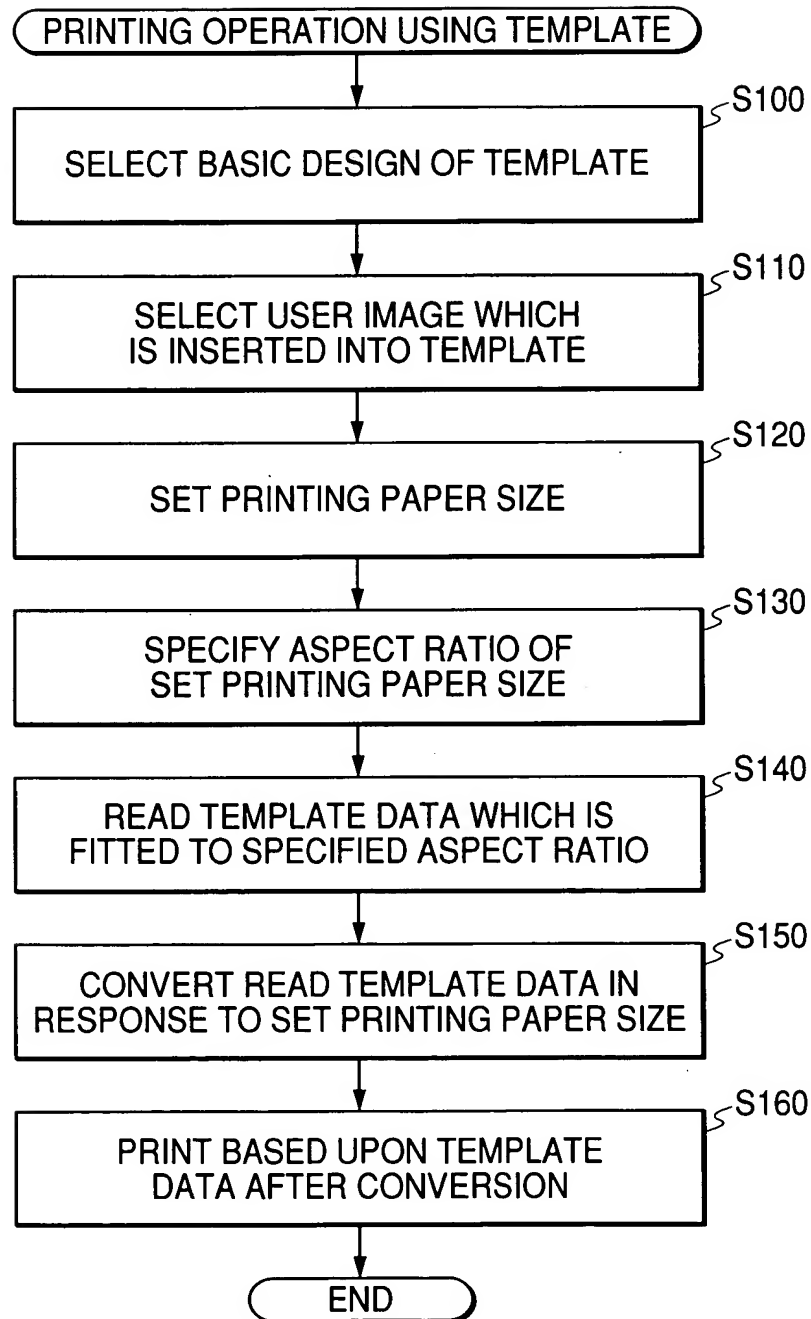 PRINTING OPERATION USING TEMPLATE
S100
SELECT BASIC DESIGN OF TEMPLATE
S110
SELECT USER IMAGE WHICH
IS INSERTED INTO TEMPLATE
S120
SET PRINTING PAPER SIZE
S130
SPECIFY ASPECT RATIO OF
SET PRINTING PAPER SIZE
S140
READ TEMPLATE DATA WHICH IS
FITTED TO SPECIFIED ASPECT RATIO
S150
CONVERT READ TEMPLATE DATA IN
RESPONSE TO SET PRINTING PAPER SIZE
S160
PRINT BASED UPON TEMPLATE
DATA AFTER CONVERSION
END